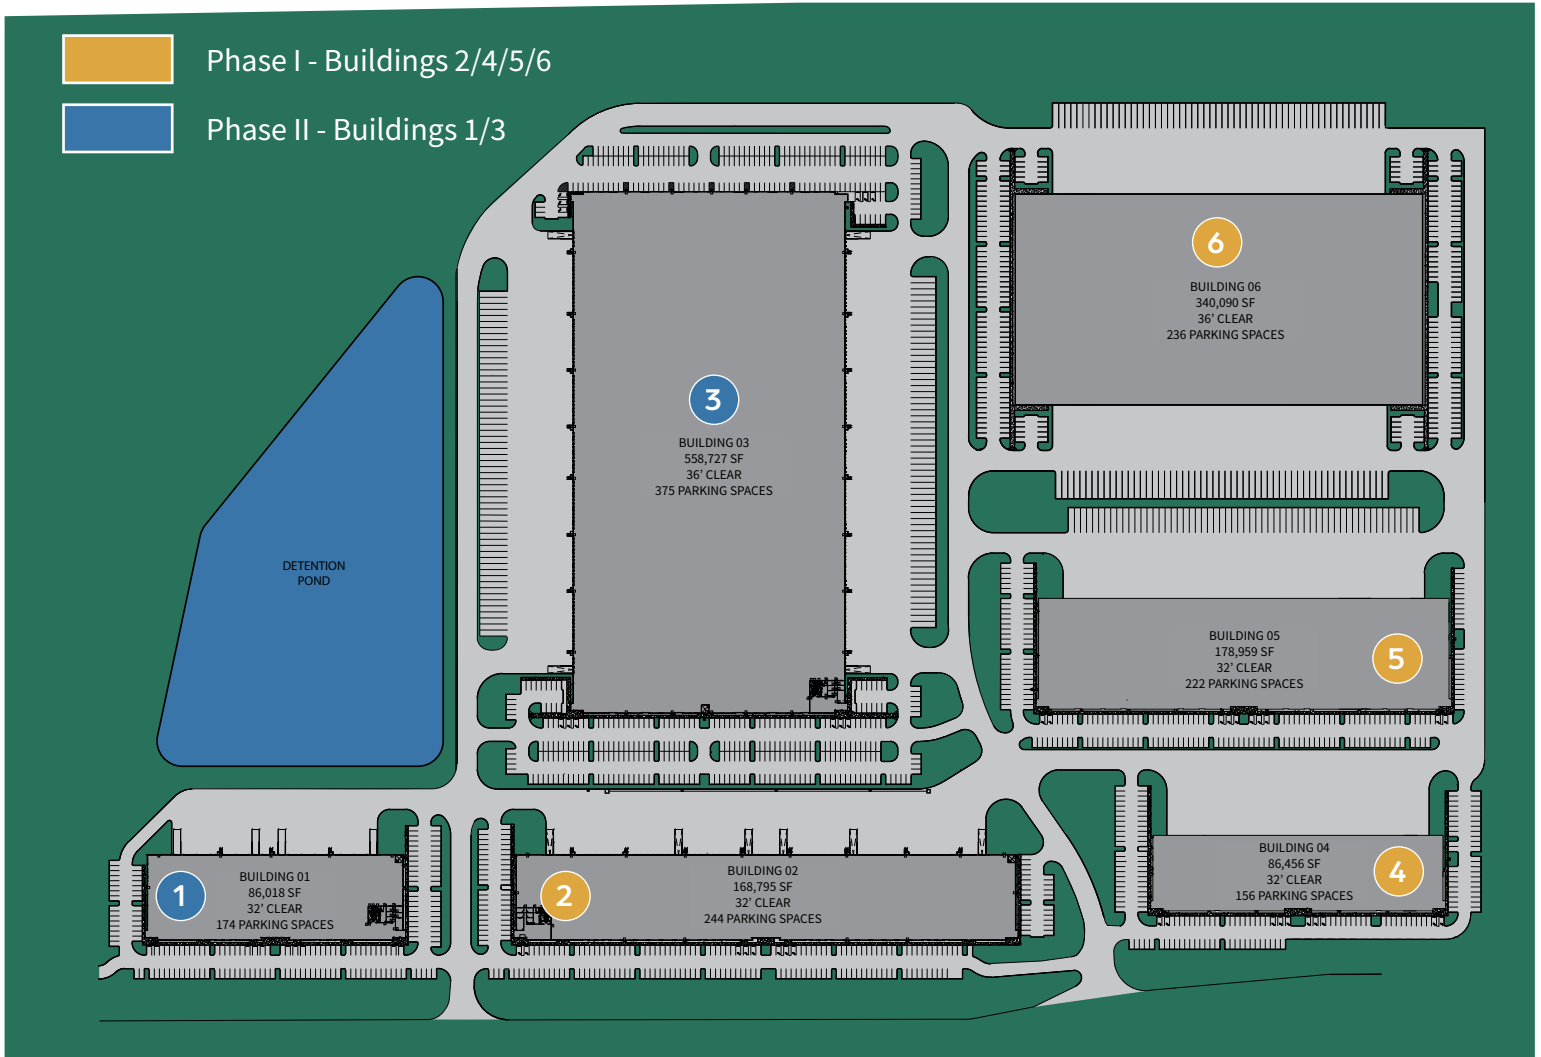 Phase I - Buildings 2/4/5/6
Phase II - Buildings 1/3
6
BUILDING 06
340,090 SF
36' CLEAR
236 PARKING SPACES
3
BUILDING 03
558,727 SF
36' CLEAR
375 PARKING SPACES
DETENTION
POND
BUILDING 05
178,959 SF
32' CLEAR
222 PARKING SPACES
5
1
BUILDING 01
86,018 SF
32' CLEAR
174 PARKING SPACES
2
BUILDING 02
168,795 SF
32' CLEAR
244 PARKING SPACES
BUILDING 04
86,456 SF
32' CLEAR
156 PARKING SPACES
4